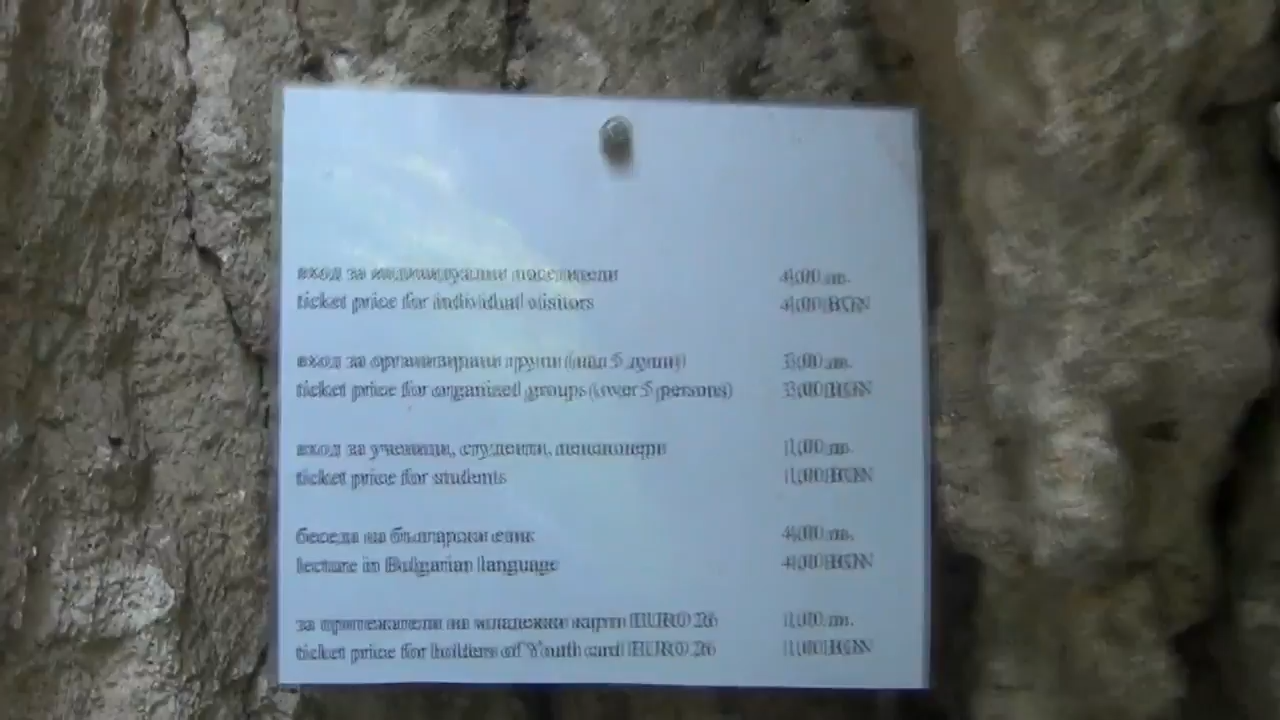 вход за индивидуални посетители 4,00 лв.
ticket price for individual visitors 4,00 BGN
вход за организирани групи (над 5 души) 3,00 лв.
ticket price for organized groups (over 5 persons) 3,00 BGN
вход за ученици, студенти, пенсионери 1,00 лв.
ticket price for students 1,00 BGN
беседа на български език 4,00 лв.
lecture in Bulgarian language 4,00 BGN
за притежатели на младежки карти EURO 26 1,00 лв.
ticket price for holders of Youth card EURO 26 1,00 BGN